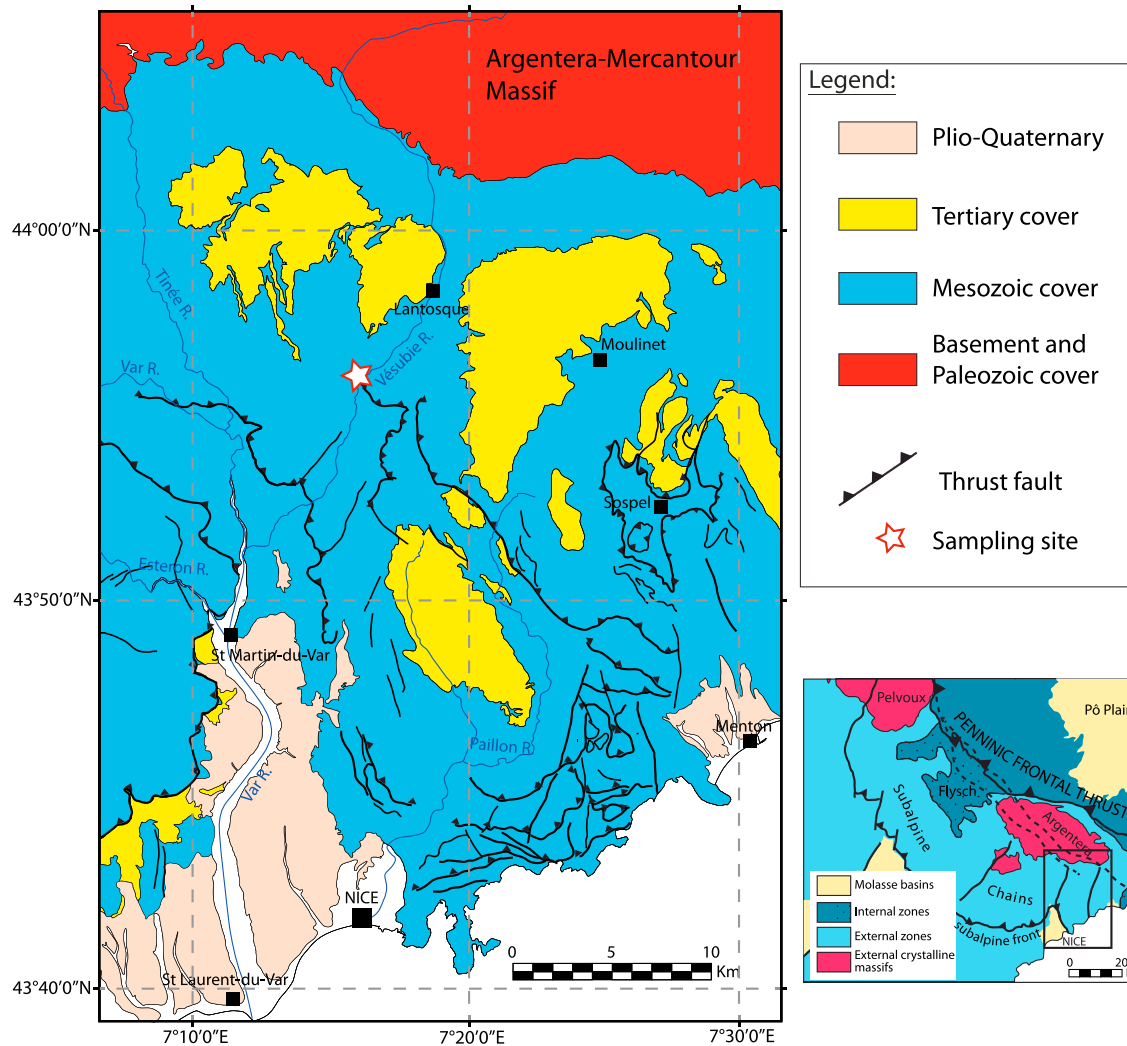 Argentera-Mercantour
Massif
44°00’0’’N
43°50’0’’N
43°40’0’’N
7°10’0’’E
7°20’0’’E
7°30’0’’E
Tinée R.
Lantosque
Vésubie R.
Moulinet
Var R.
Sospel
Esteron R.
St Martin-du-Var
Menton
Paillon R.
Var R.
NICE
St Laurent-du-Var
0 5 10
Km
Legend:
Plio-Quaternary
Tertiary cover
Mesozoic cover
Basement and
Paleozoic cover
Thrust fault
Sampling site
Pelvoux
Pô Plain
PENNINIC FRONTAL THRUST
Flysch
Subalpine
Argentera
Chains
subalpine front
NICE
Molasse basins
Internal zones
External zones
External crystalline
massifs
0 20